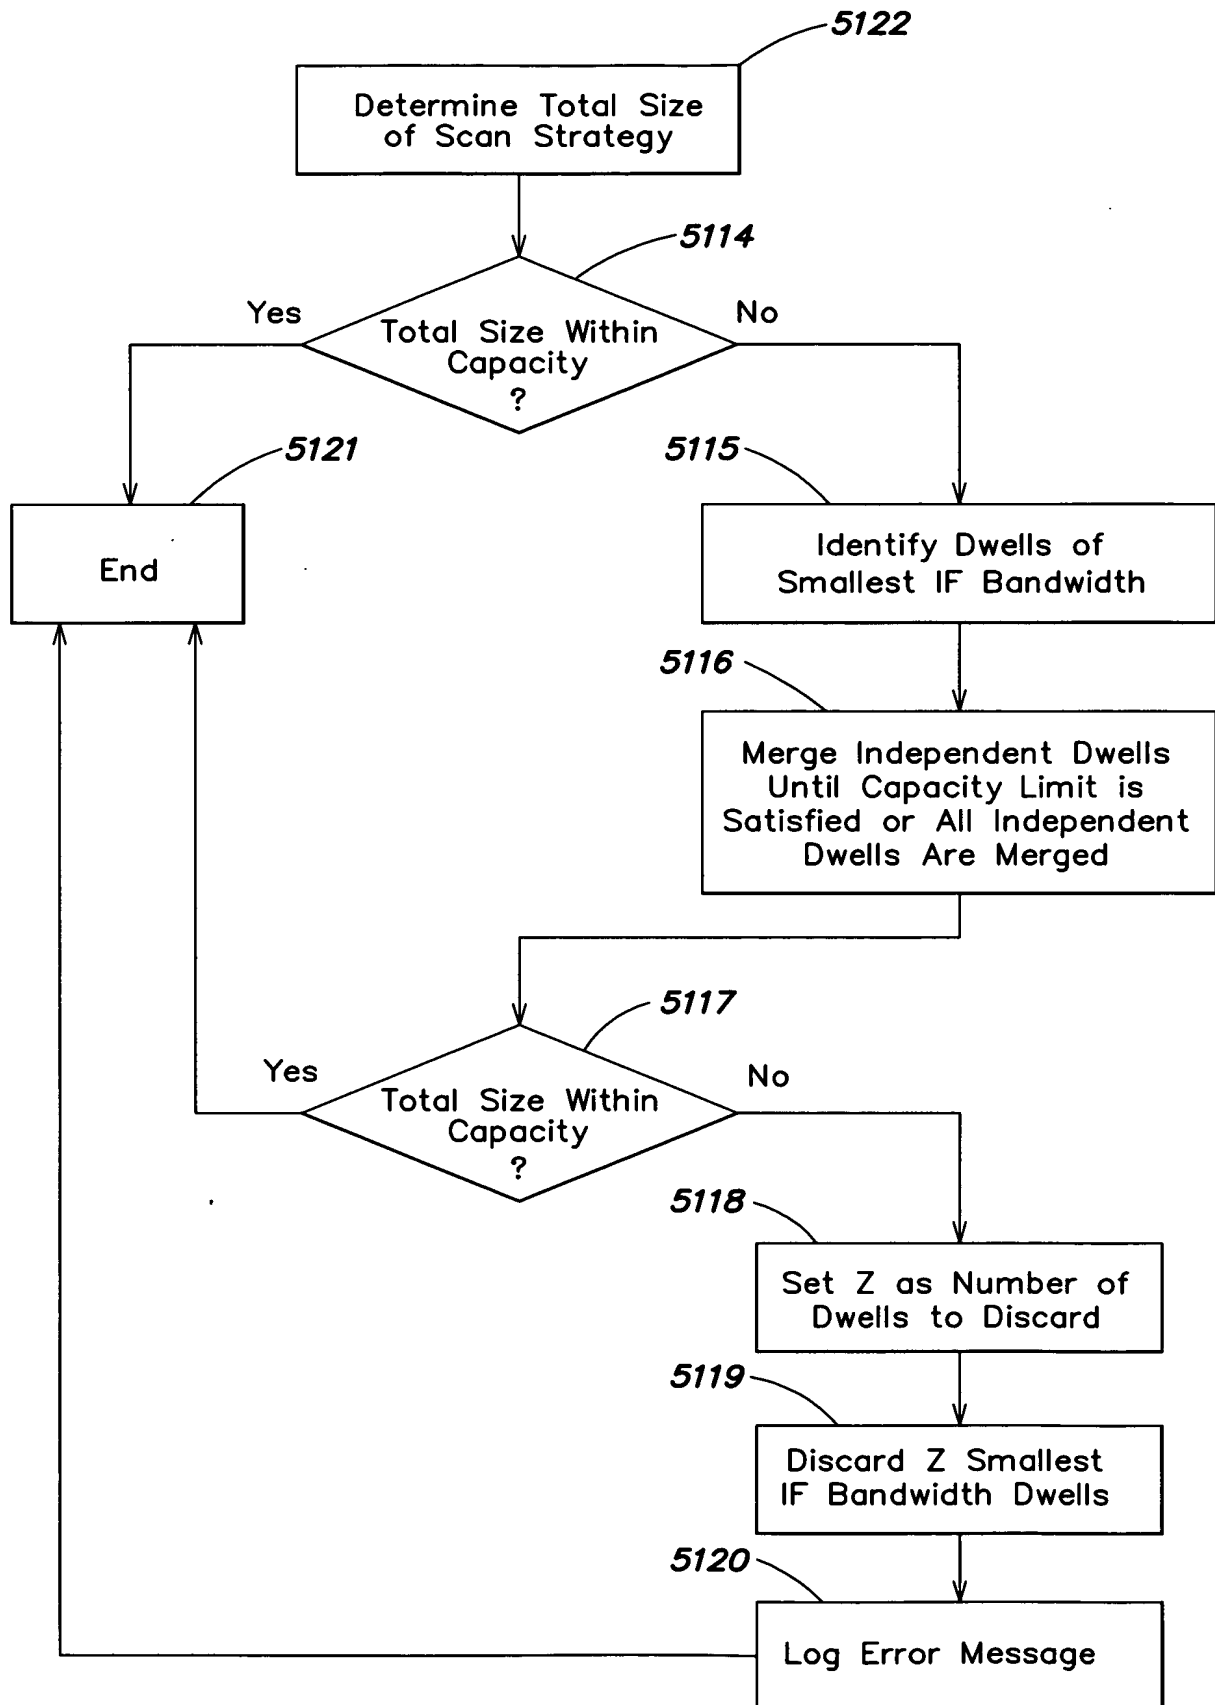 5122
Determine Total Size
of Scan Strategy
5114
Yes
No
Total Size Within
Capacity
?
5121
5115
End
Identify Dwells of
Smallest IF Bandwidth
5116
Merge Independent Dwells
Until Capacity Limit is
Satisfied or All Independent
Dwells Are Merged
5117
Yes
No
Total Size Within
Capacity
?
5118
Set Z as Number of
Dwells to Discard
5119
Discard Z Smallest
IF Bandwidth Dwells
5120
Log Error Message